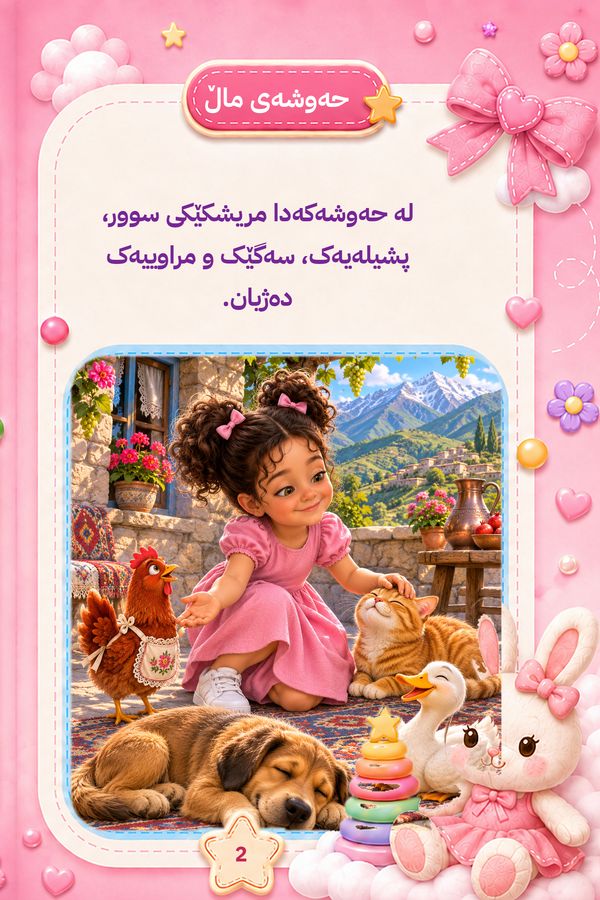 حەوشەی ماڵ
لە حەوشەکەدا مریشکێکی سوور،
پشیلەیەک، سەگێک و مراوییەک
دەژیان.
2